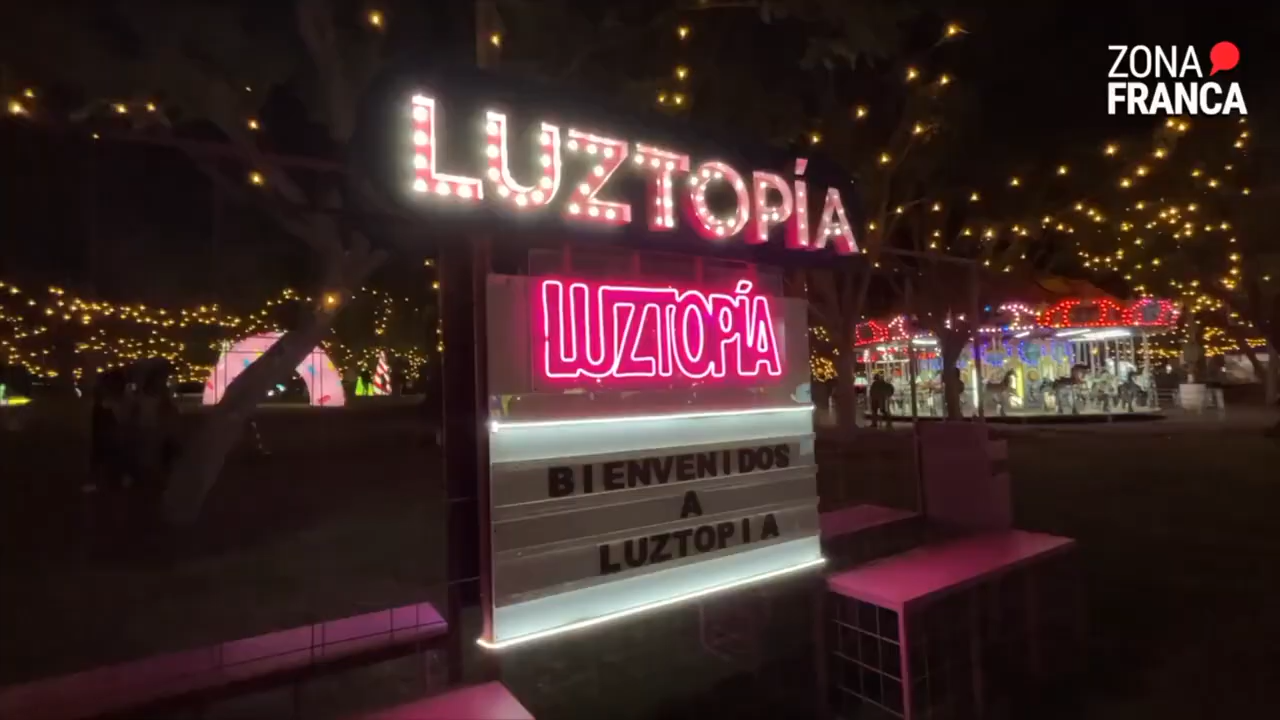 ZONA
FRANCA
LUZTOPÍA
LUZTOPÍA
BIENVENIDOS
A
LUZTOPIA